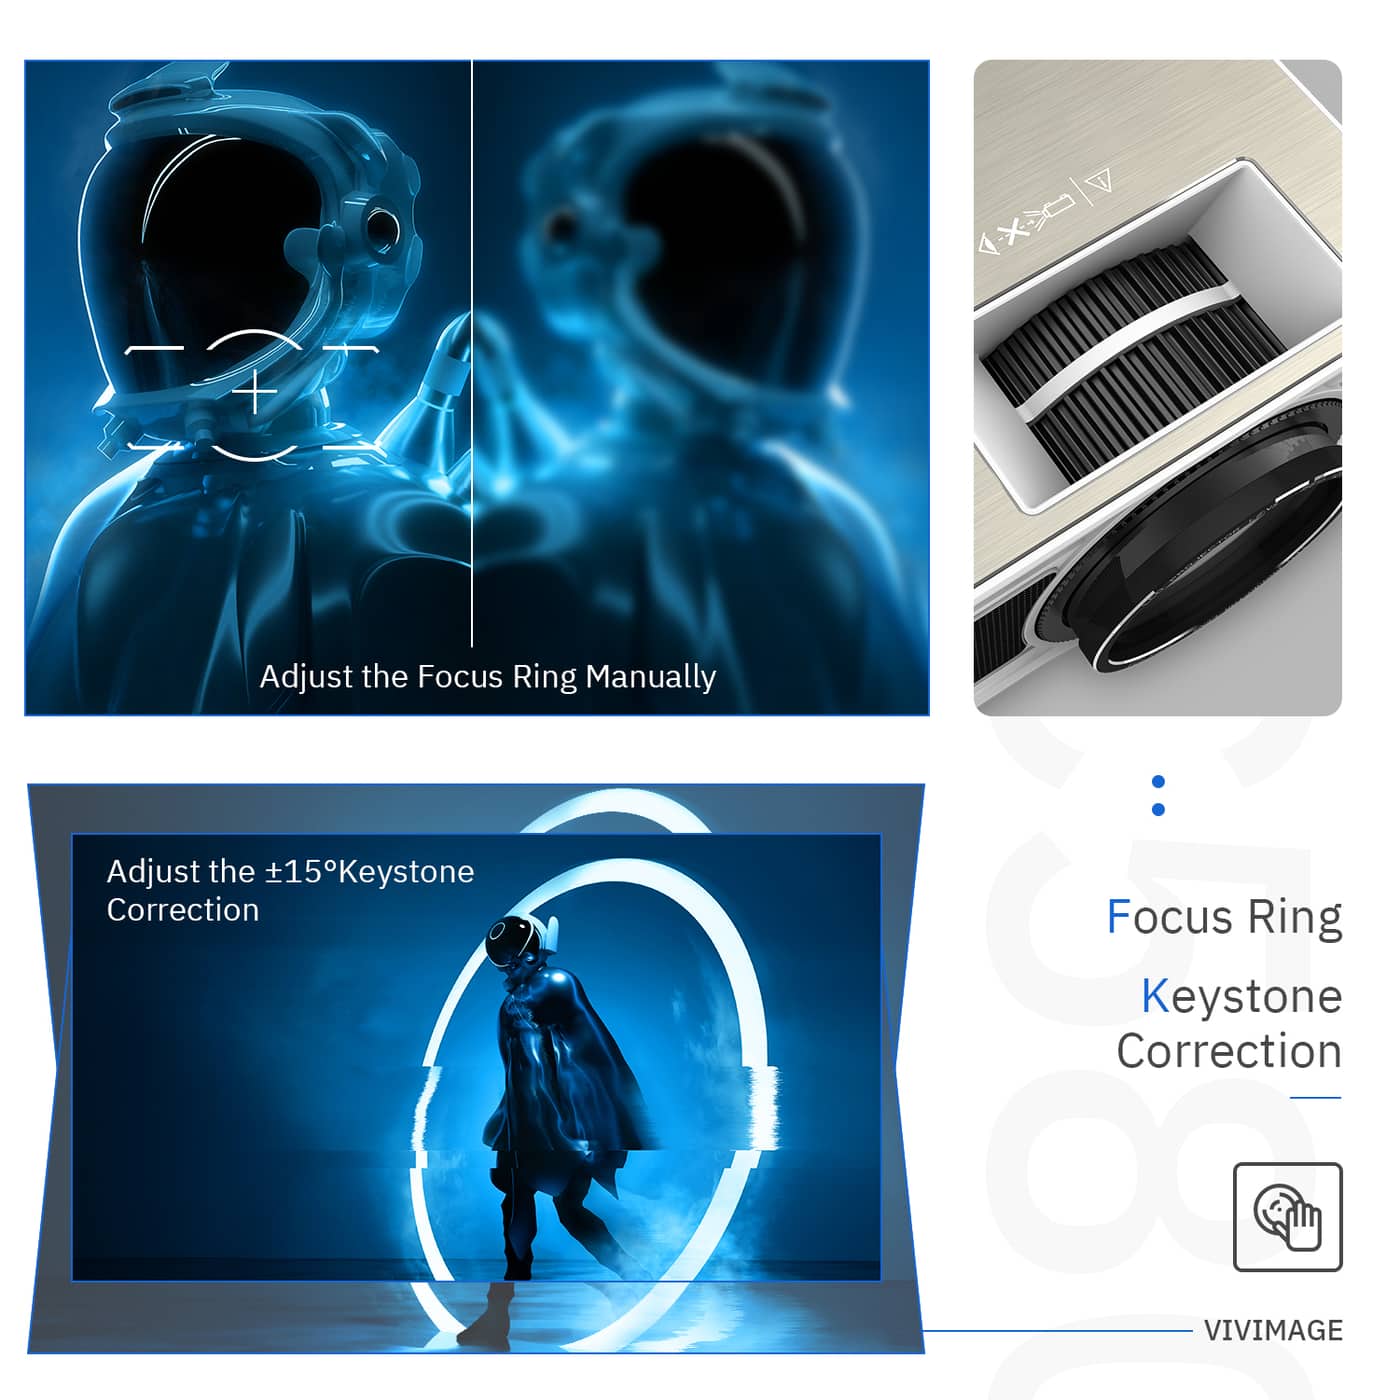 Adjust the Focus Ring Manually
Adjust the ±15°Keystone
Correction
Focus Ring
Keystone
Correction
VIVIMAGE